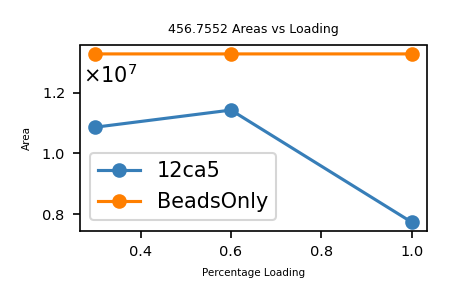 456.7552 Areas vs Loading
×10⁷
1.2
1.0
0.8
Area
12ca5
BeadsOnly
0.4 0.6 0.8 1.0
Percentage Loading